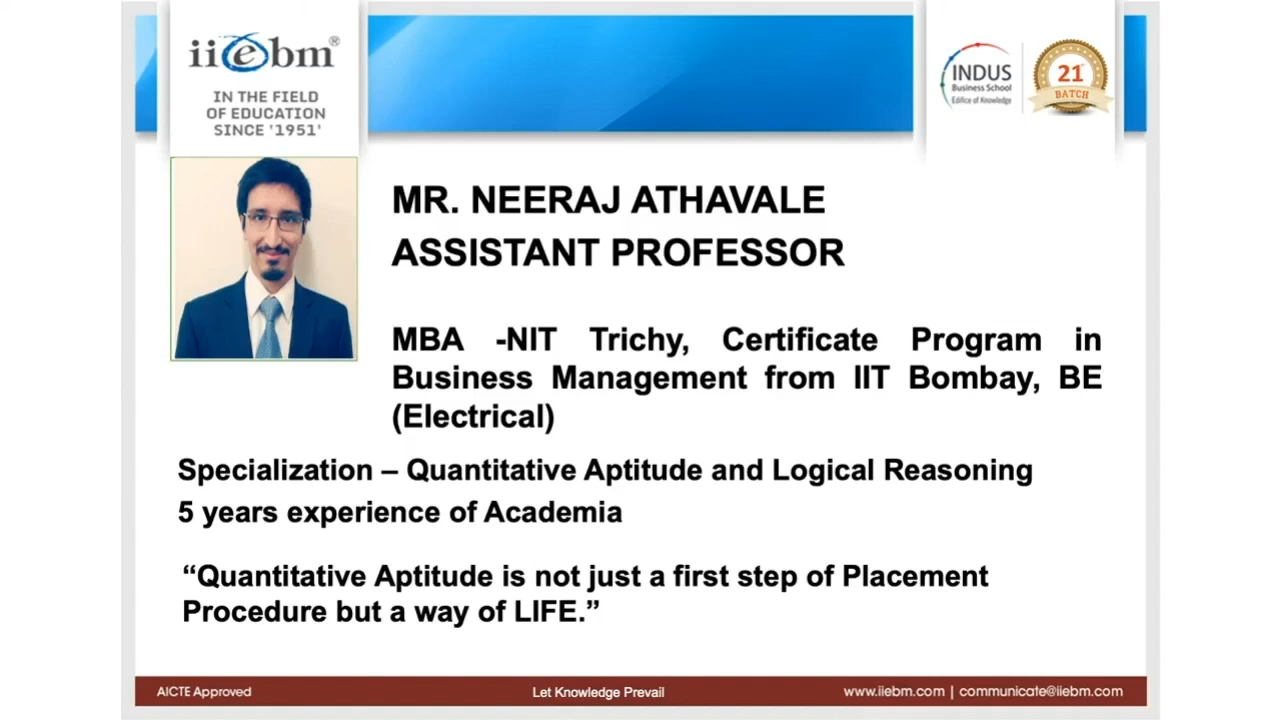 iiebm®
IN THE FIELD
OF EDUCATION
SINCE '1951'
INDUS
Business School
Edifice of Knowledge
21st
BATCH
MR. NEERAJ ATHAVALE
ASSISTANT PROFESSOR
MBA -NIT Trichy, Certificate Program in
Business Management from IIT Bombay, BE
(Electrical)
Specialization – Quantitative Aptitude and Logical Reasoning
5 years experience of Academia
“Quantitative Aptitude is not just a first step of Placement
Procedure but a way of LIFE.”
AICTE Approved
Let Knowledge Prevail
www.iiebm.com | communicate@iiebm.com